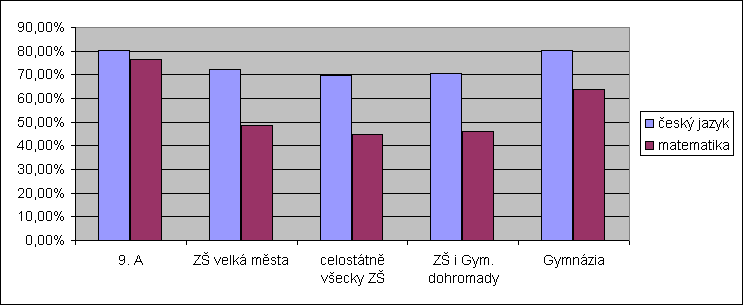 90,00%
80,00%
70,00%
60,00%
50,00%
40,00%
30,00%
20,00%
10,00%
0,00%
9. A
ZŠ velká města
celostátně
všecky ZŠ
ZŠ i Gym.
dohromady
Gymnázia
český jazyk
matematika